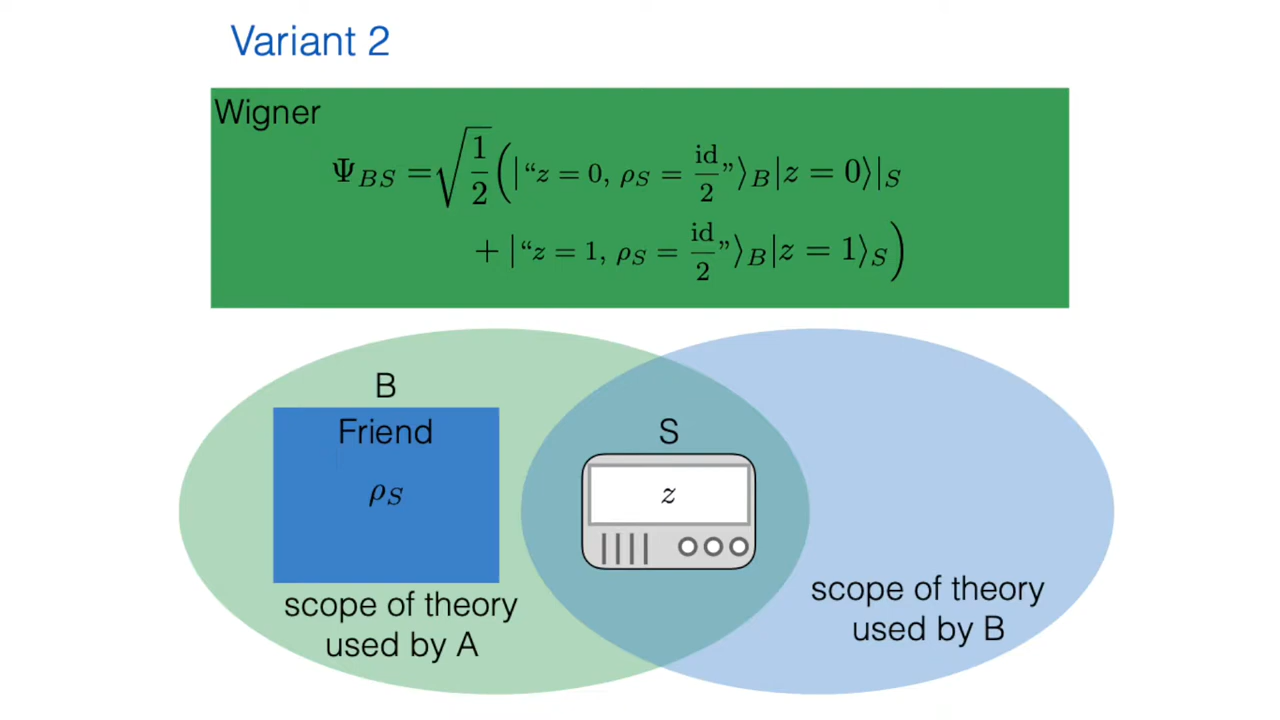 Variant 2
Wigner
Ψ_{BS} = √(1/2) ( | “z = 0, ρ_S = id/2” ⟩_B |z = 0⟩|_S
+ | “z = 1, ρ_S = id/2” ⟩_B |z = 1⟩_S )
B
Friend
ρ_S
S
z
scope of theory
used by A
scope of theory
used by B